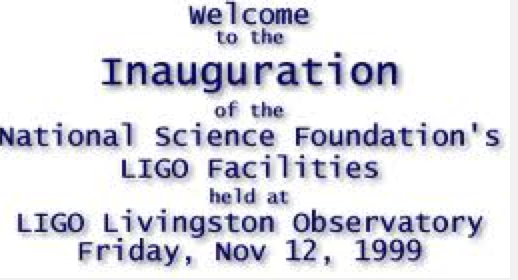 Welcome
to the
Inauguration
of the
National Science Foundation's
LIGO Facilities
held at
LIGO Livingston Observatory
Friday, Nov 12, 1999